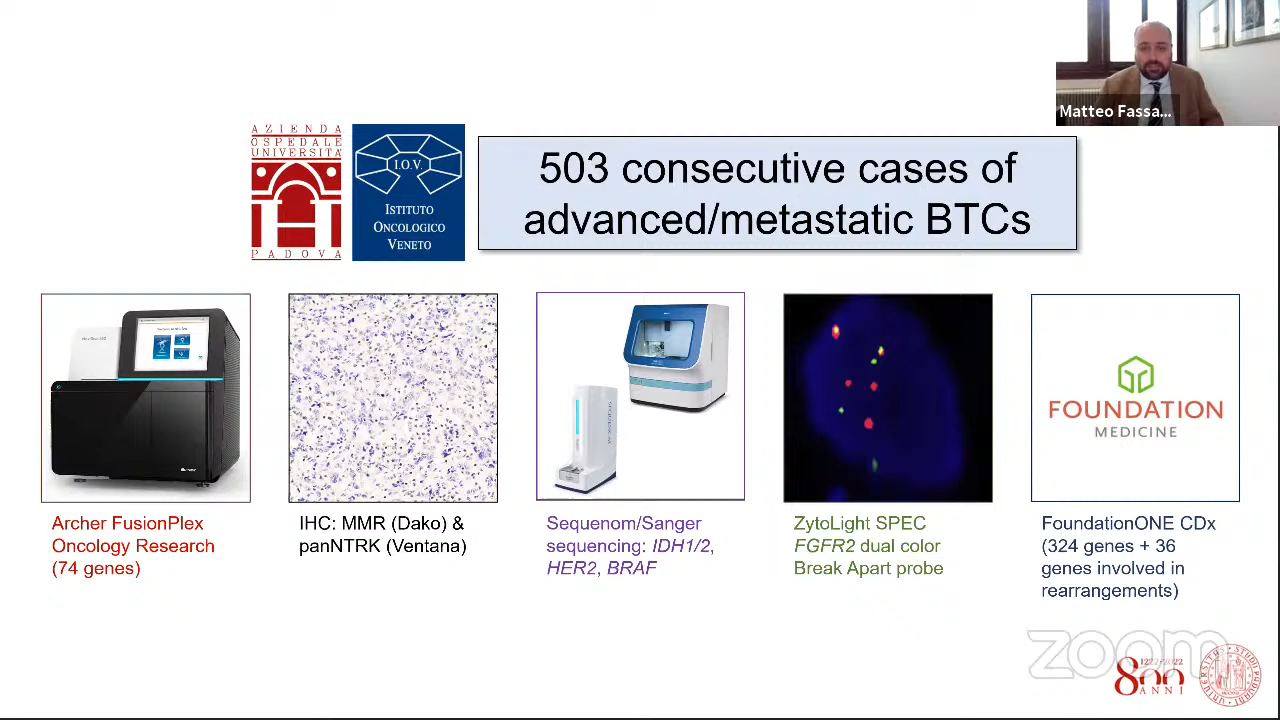 Matteo Fassa...
AZIENDA
OSPEDALE
UNIVERSITÀ
PADOVA
I.O.V.
ISTITUTO
ONCOLOGICO
VENETO
503 consecutive cases of
advanced/metastatic BTCs
FOUNDATION
MEDICINE
Archer FusionPlex
Oncology Research
(74 genes)
IHC: MMR (Dako) &
panNTRK (Ventana)
Sequenom/Sanger
sequencing: IDH1/2,
HER2, BRAF
ZytoLight SPEC
FGFR2 dual color
Break Apart probe
FoundationONE CDx
(324 genes + 36
genes involved in
rearrangements)
zoom
1222-2022
800
ANNI